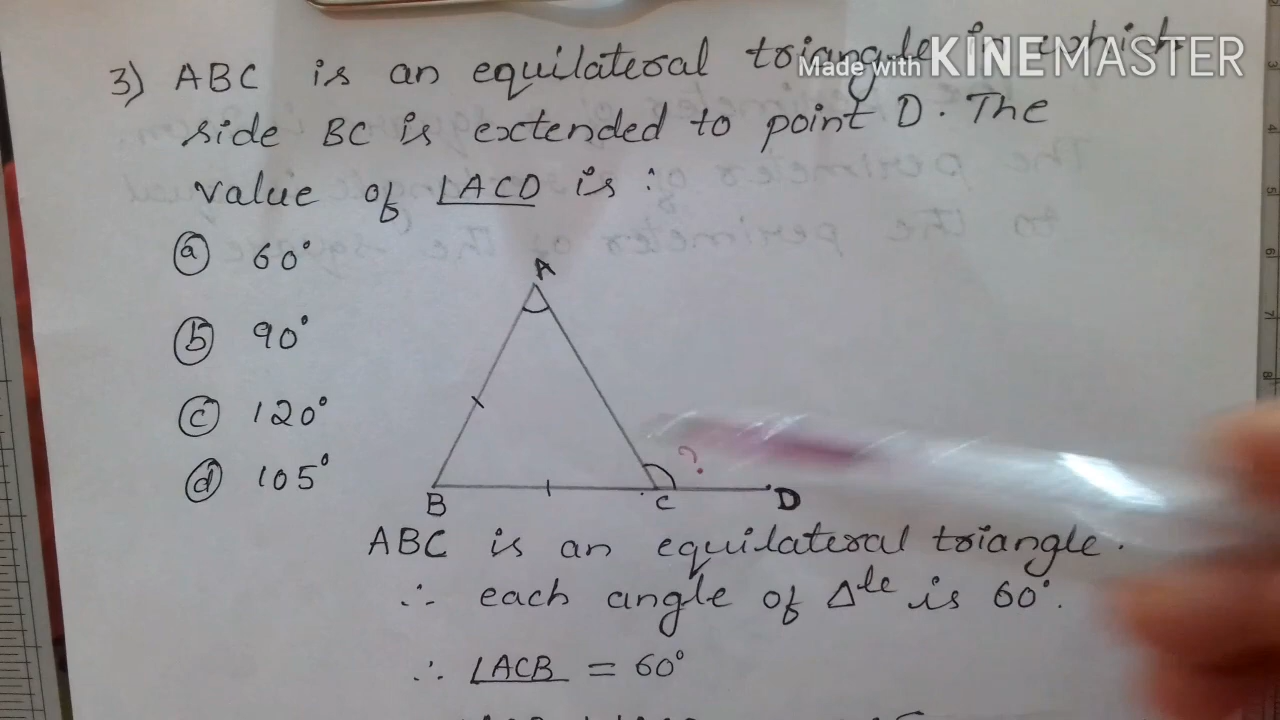 3) ABC is an equilateral triangle in which
Made with KINEMASTER
side BC is extended to point D. The
value of ∠ACD is :
ⓐ 60°
ⓑ 90°
ⓒ 120°
ⓓ 105°
A
?
B C D
ABC is an equilateral triangle.
∴ each angle of Δle is 60°.
∴ ∠ACB = 60°